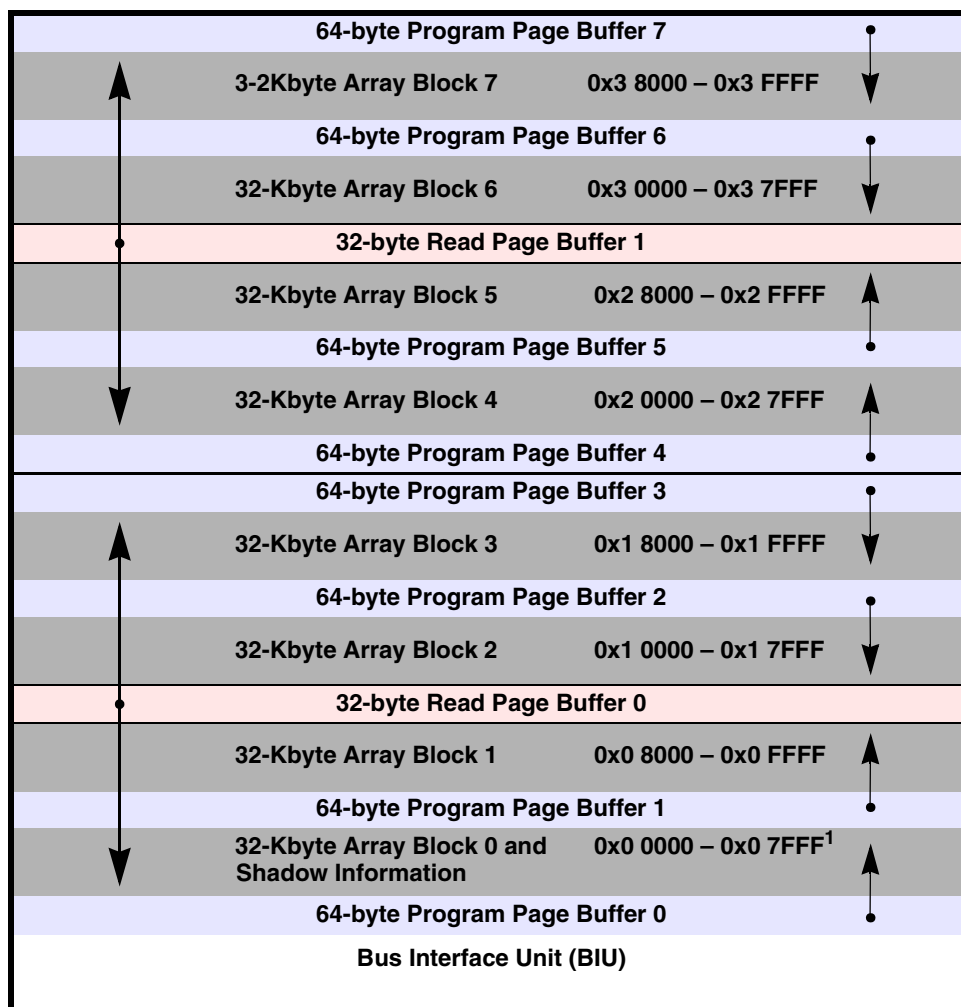 64-byte Program Page Buffer 7
3-2Kbyte Array Block 7 0x3 8000 – 0x3 FFFF
64-byte Program Page Buffer 6
32-Kbyte Array Block 6 0x3 0000 – 0x3 7FFF
32-byte Read Page Buffer 1
32-Kbyte Array Block 5 0x2 8000 – 0x2 FFFF
64-byte Program Page Buffer 5
32-Kbyte Array Block 4 0x2 0000 – 0x2 7FFF
64-byte Program Page Buffer 4
64-byte Program Page Buffer 3
32-Kbyte Array Block 3 0x1 8000 – 0x1 FFFF
64-byte Program Page Buffer 2
32-Kbyte Array Block 2 0x1 0000 – 0x1 7FFF
32-byte Read Page Buffer 0
32-Kbyte Array Block 1 0x0 8000 – 0x0 FFFF
64-byte Program Page Buffer 1
32-Kbyte Array Block 0 and 0x0 0000 – 0x0 7FFF1
Shadow Information
64-byte Program Page Buffer 0
Bus Interface Unit (BIU)